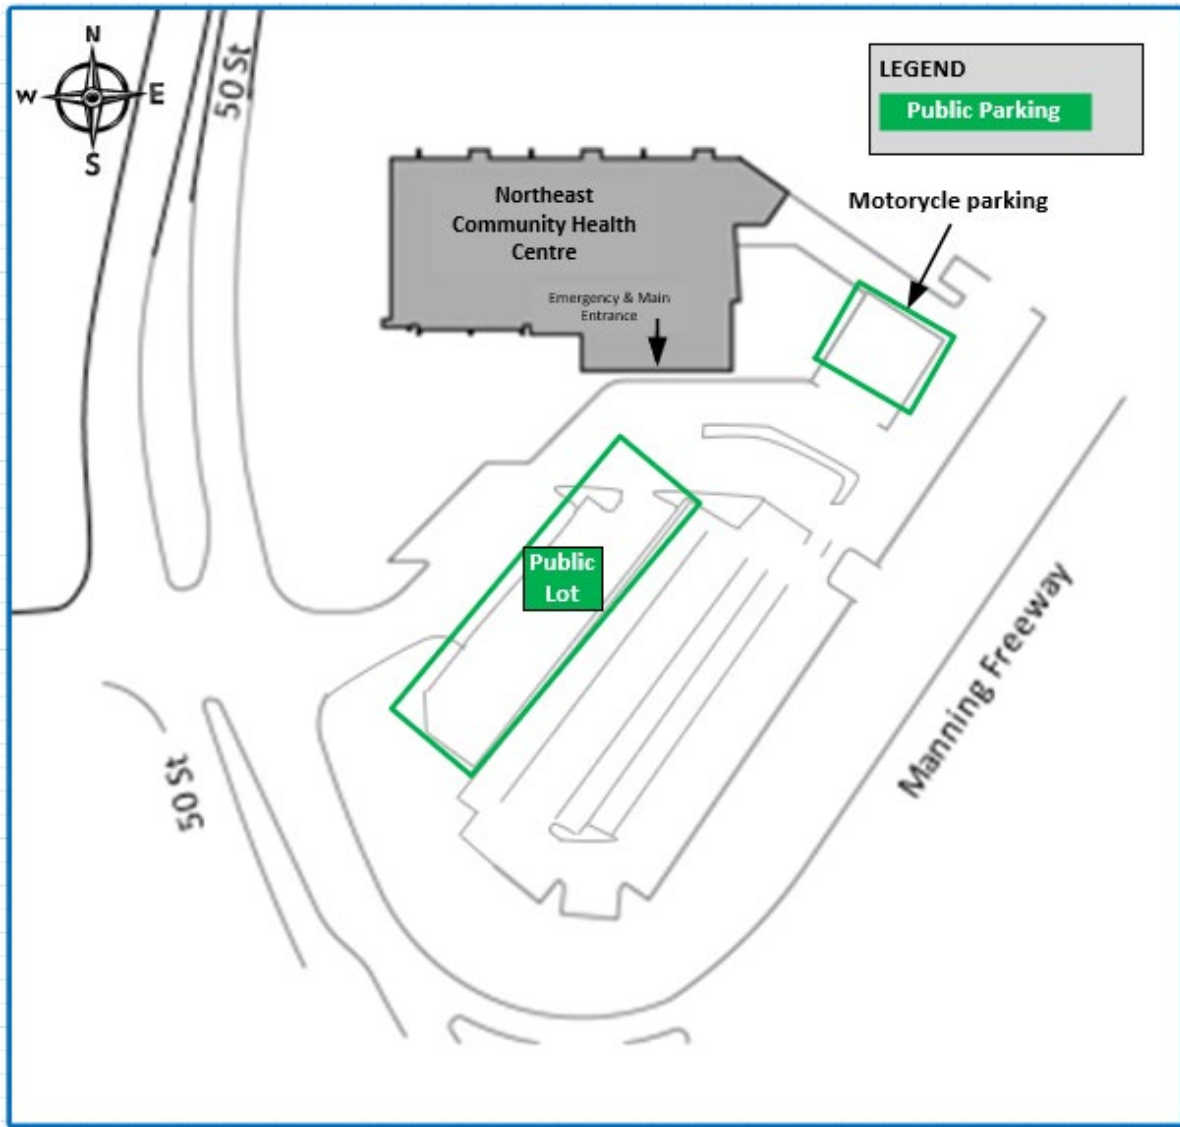 N
W
E
S
50 St
LEGEND
Public Parking
Northeast
Community Health
Centre
Motorycle parking
Emergency & Main
Entrance
Public
Lot
Manning Freeway
50 St